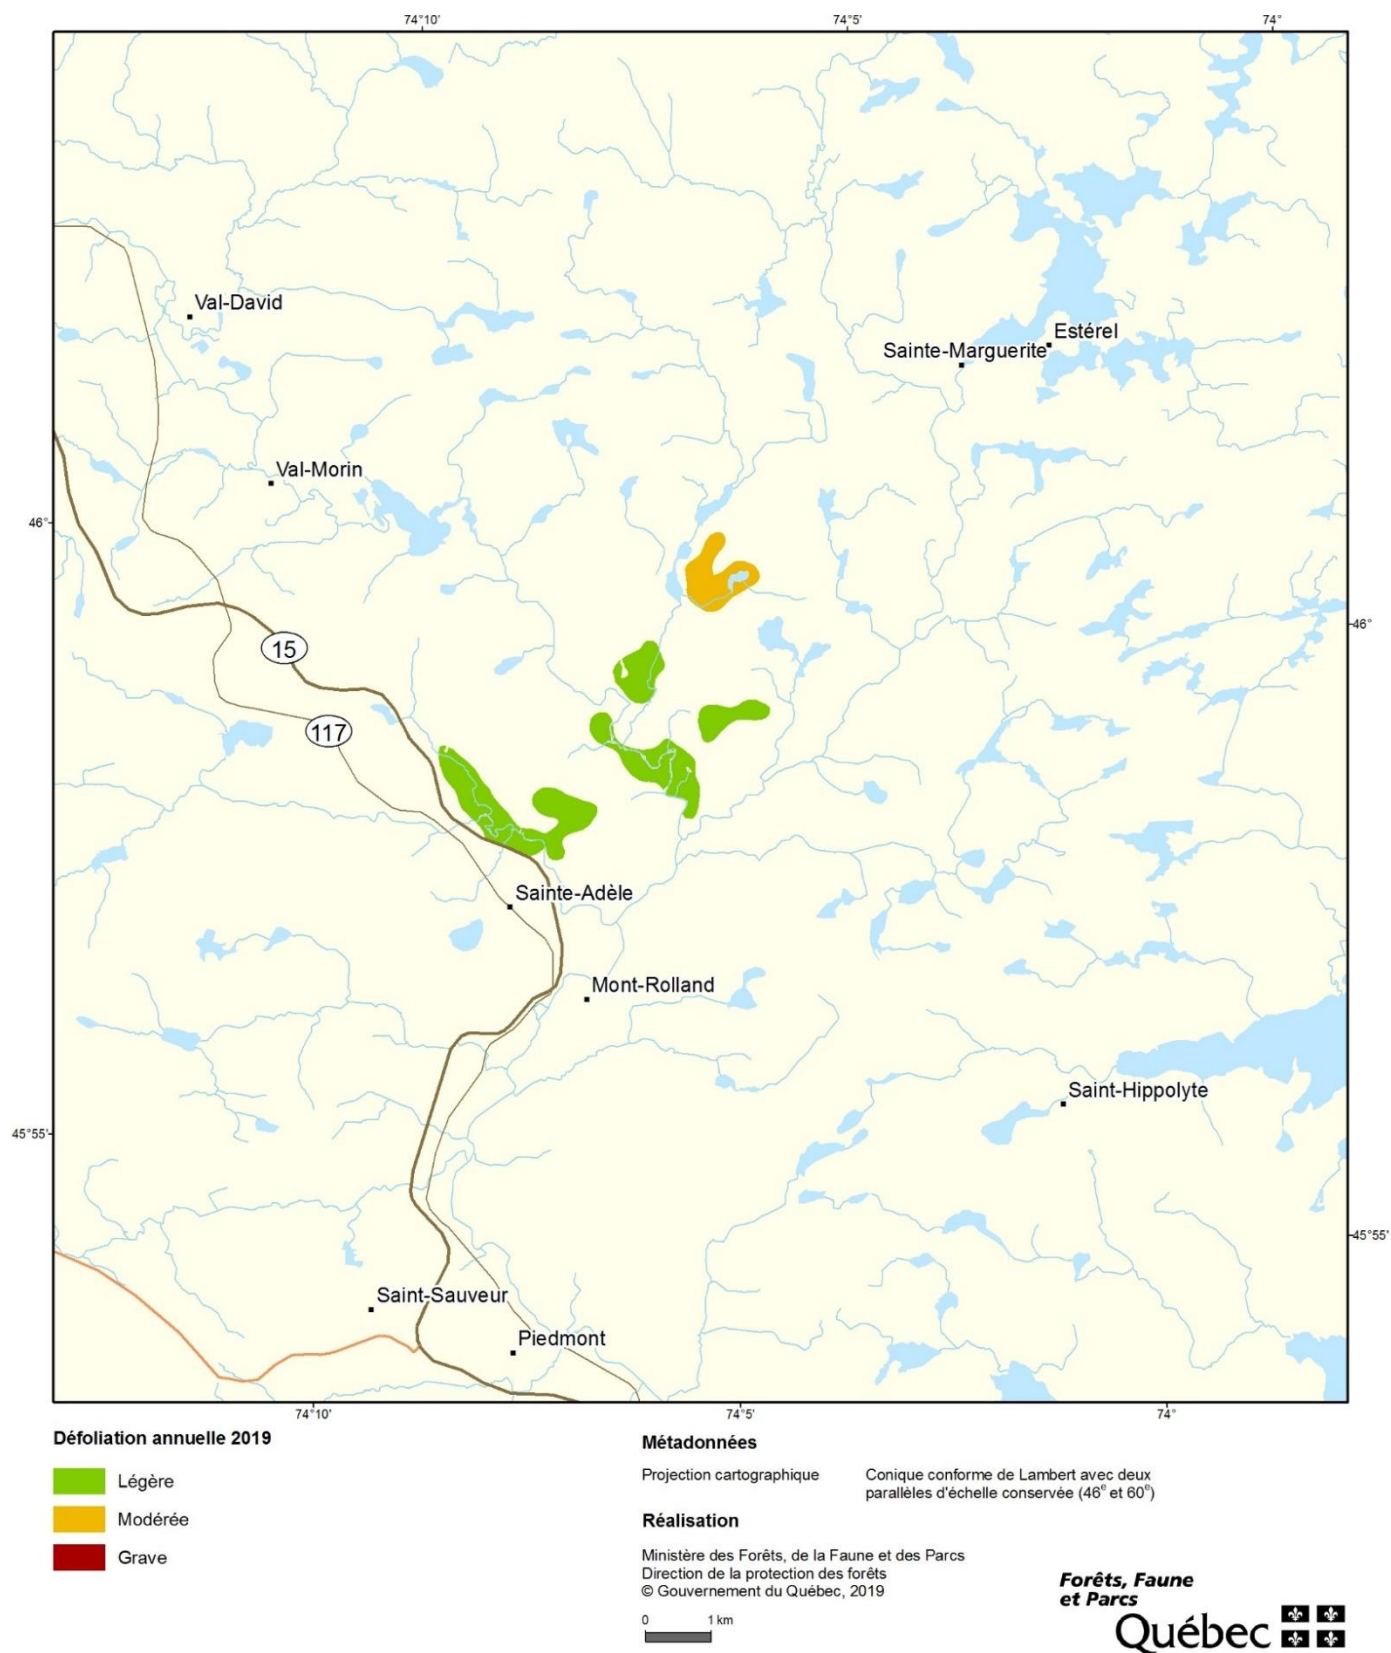 74°10'
74°5'
74°
Val-David
Estérel
Sainte-Marguerite
Val-Morin
46°
46°
15
117
Sainte-Adèle
Mont-Rolland
Saint-Hippolyte
45°55'
45°55'
Saint-Sauveur
Piedmont
74°10'
74°5'
74°
Défoliation annuelle 2019
Légère
Modérée
Grave
Métadonnées
Projection cartographique
Conique conforme de Lambert avec deux
parallèles d'échelle conservée (46e et 60e)
Réalisation
Ministère des Forêts, de la Faune et des Parcs
Direction de la protection des forêts
© Gouvernement du Québec, 2019
0 1 km
Forêts, Faune
et Parcs
Québec